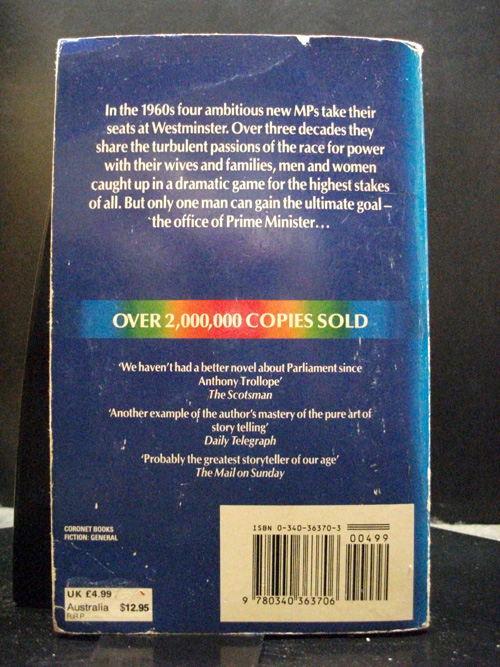 In the 1960s four ambitious new MPs take their
seats at Westminster. Over three decades they
share the turbulent passions of the race for power
with their wives and families, men and women
caught up in a dramatic game for the highest stakes
of all. But only one man can gain the ultimate goal –
the office of Prime Minister...
OVER 2,000,000 COPIES SOLD
'We haven't had a better novel about Parliament since
Anthony Trollope'
The Scotsman
'Another example of the author's mastery of the pure art of
story telling'
Daily Telegraph
'Probably the greatest storyteller of our age'
The Mail on Sunday
CORONET BOOKS
FICTION: GENERAL
UK £4.99
Australia $12.95
R.R.P.
ISBN 0-340-36370-3
00499
9 780340 363706